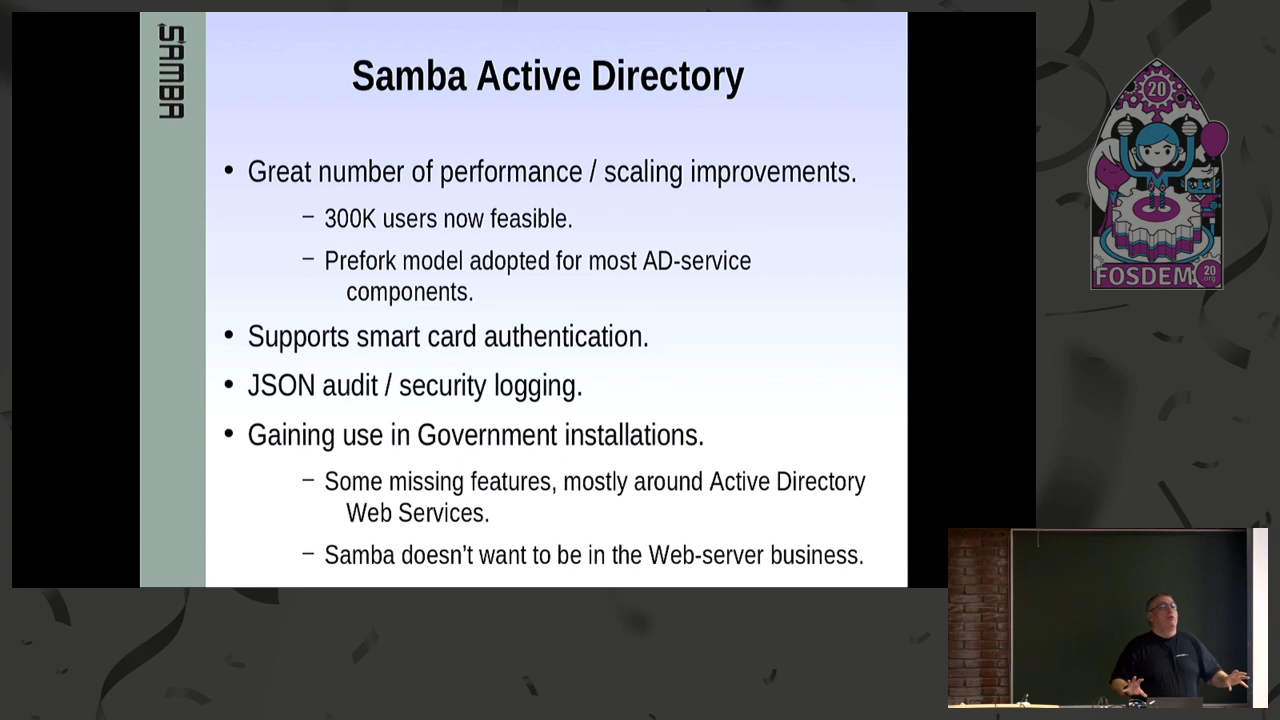 SAMBA
Samba Active Directory
• Great number of performance / scaling improvements.
– 300K users now feasible.
– Prefork model adopted for most AD-service
components.
• Supports smart card authentication.
• JSON audit / security logging.
• Gaining use in Government installations.
– Some missing features, mostly around Active Directory
Web Services.
– Samba doesn't want to be in the Web-server business.
20
FOSDEM
20
org